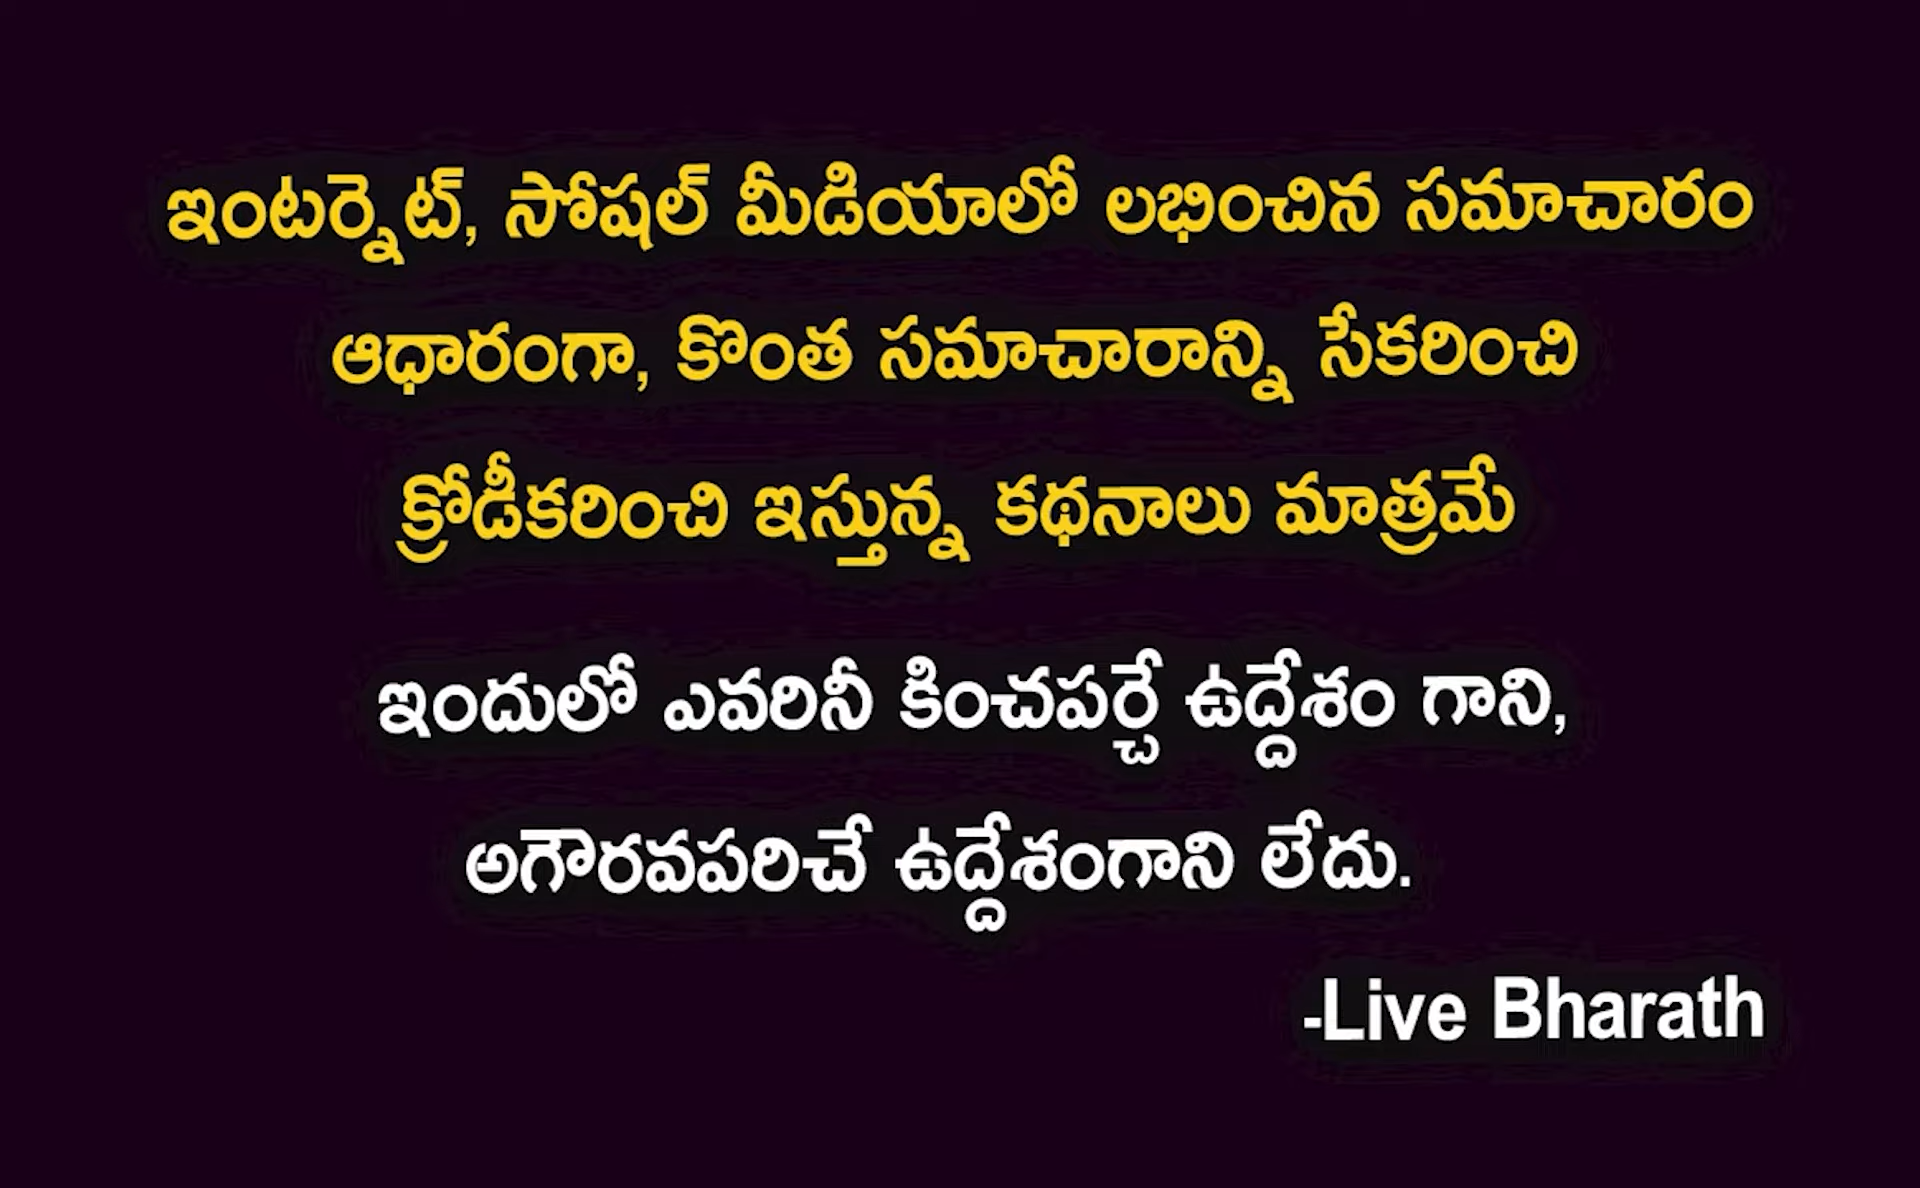 ఇంటర్నెట్, సోషల్ మీడియాలో లభించిన సమాచారం
ఆధారంగా, కొంత సమాచారాన్ని సేకరించి
క్రోడీకరించి ఇస్తున్న కథనాలు మాత్రమే
ఇందులో ఎవరినీ కించపర్చే ఉద్దేశం గాని,
అగౌరవపరిచే ఉద్దేశంగాని లేదు.
-Live Bharath